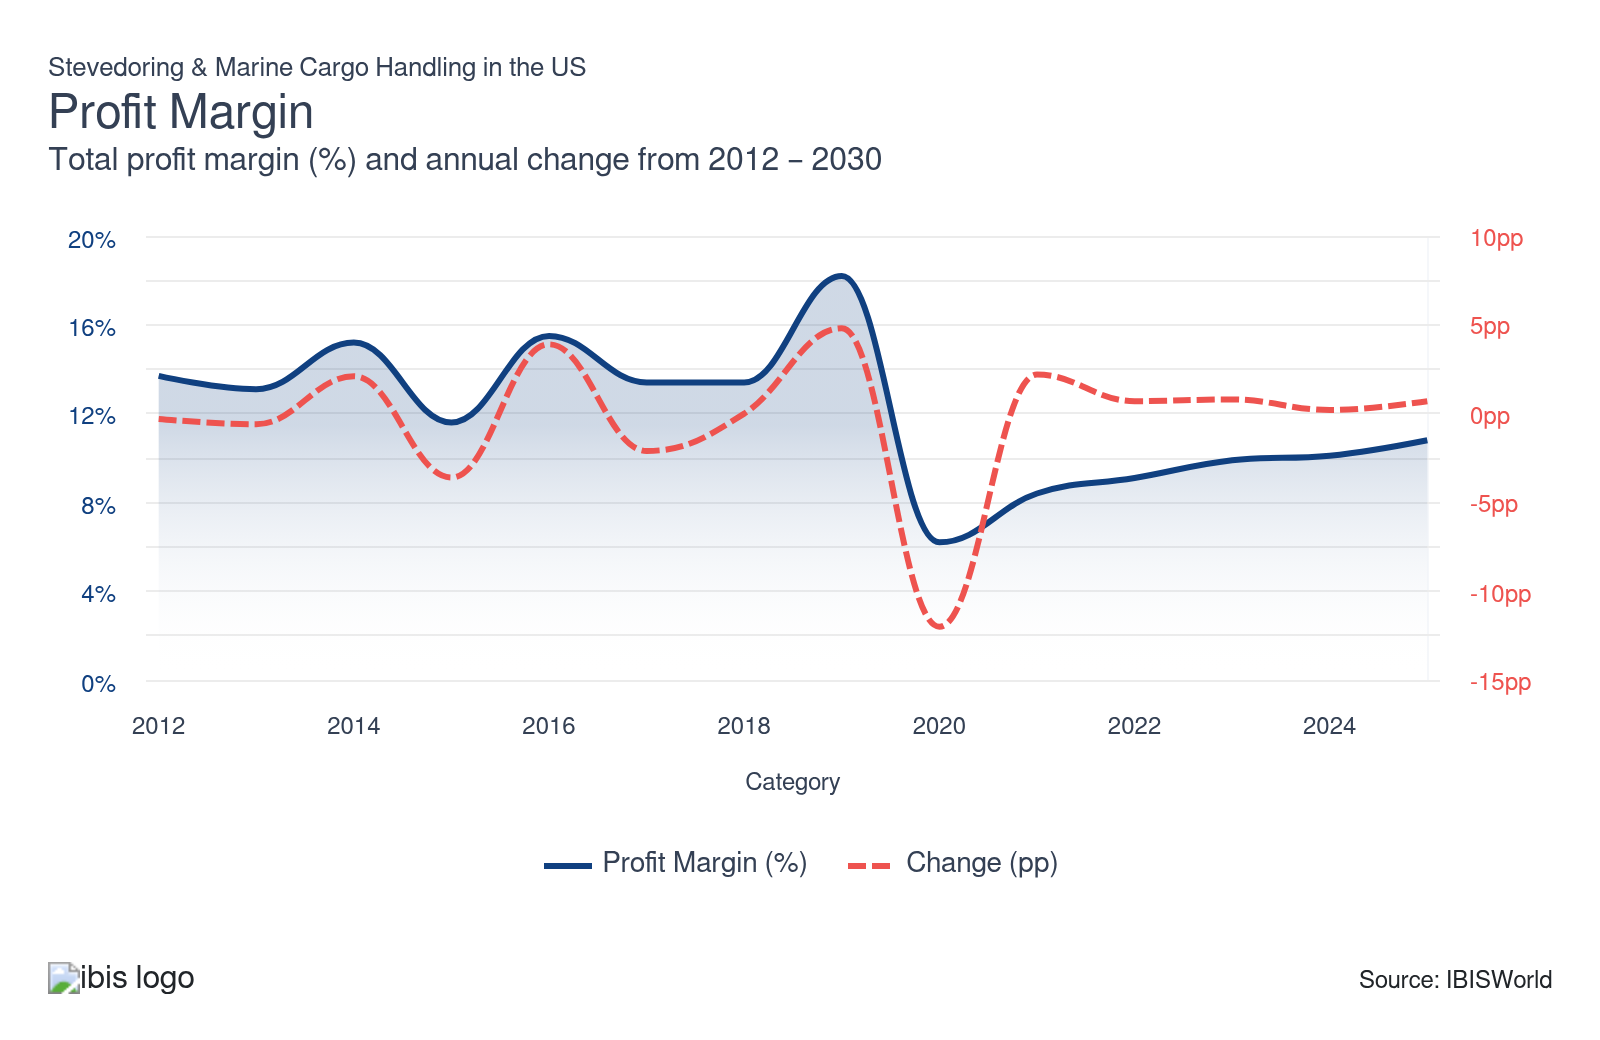 Stevedoring & Marine Cargo Handling in the US
Profit Margin
Total profit margin (%) and annual change from 2012 – 2030
20%
16%
12%
8%
4%
0%
10pp
5pp
0pp
-5pp
-10pp
-15pp
2012 2014 2016 2018 2020 2022 2024
Category
Profit Margin (%) Change (pp)
ibis logo
Source: IBISWorld